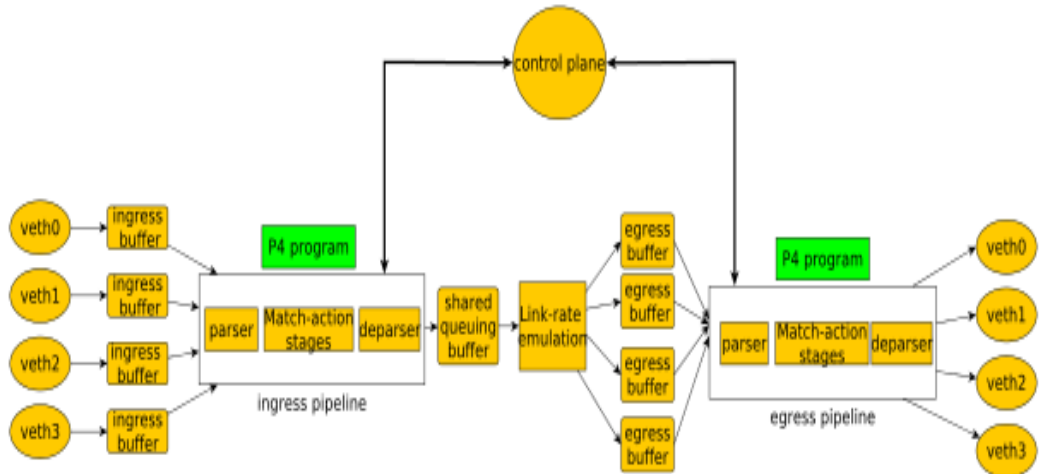 control plane
veth0
ingress
buffer
P4 program
egress
buffer
P4 program
veth0
veth1
ingress
buffer
parser
Match-action
stages
deparser
shared
queuing
buffer
Link-rate
emulation
egress
buffer
parser
Match-action
stages
deparser
veth1
veth2
ingress
buffer
ingress pipeline
egress
buffer
egress pipeline
veth2
veth3
ingress
buffer
egress
buffer
veth3